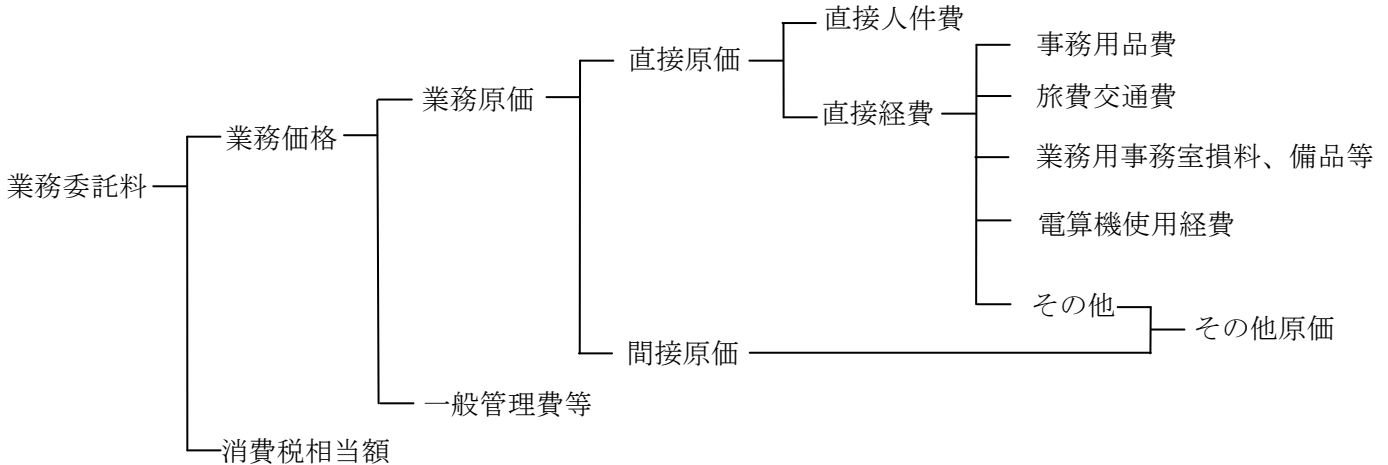 直接人件費
事務用品費
直接原価
業務原価
旅費交通費
直接経費
業務価格
業務用事務室損料、備品等
業務委託料
電算機使用経費
その他
その他原価
間接原価
一般管理費等
消費税相当額